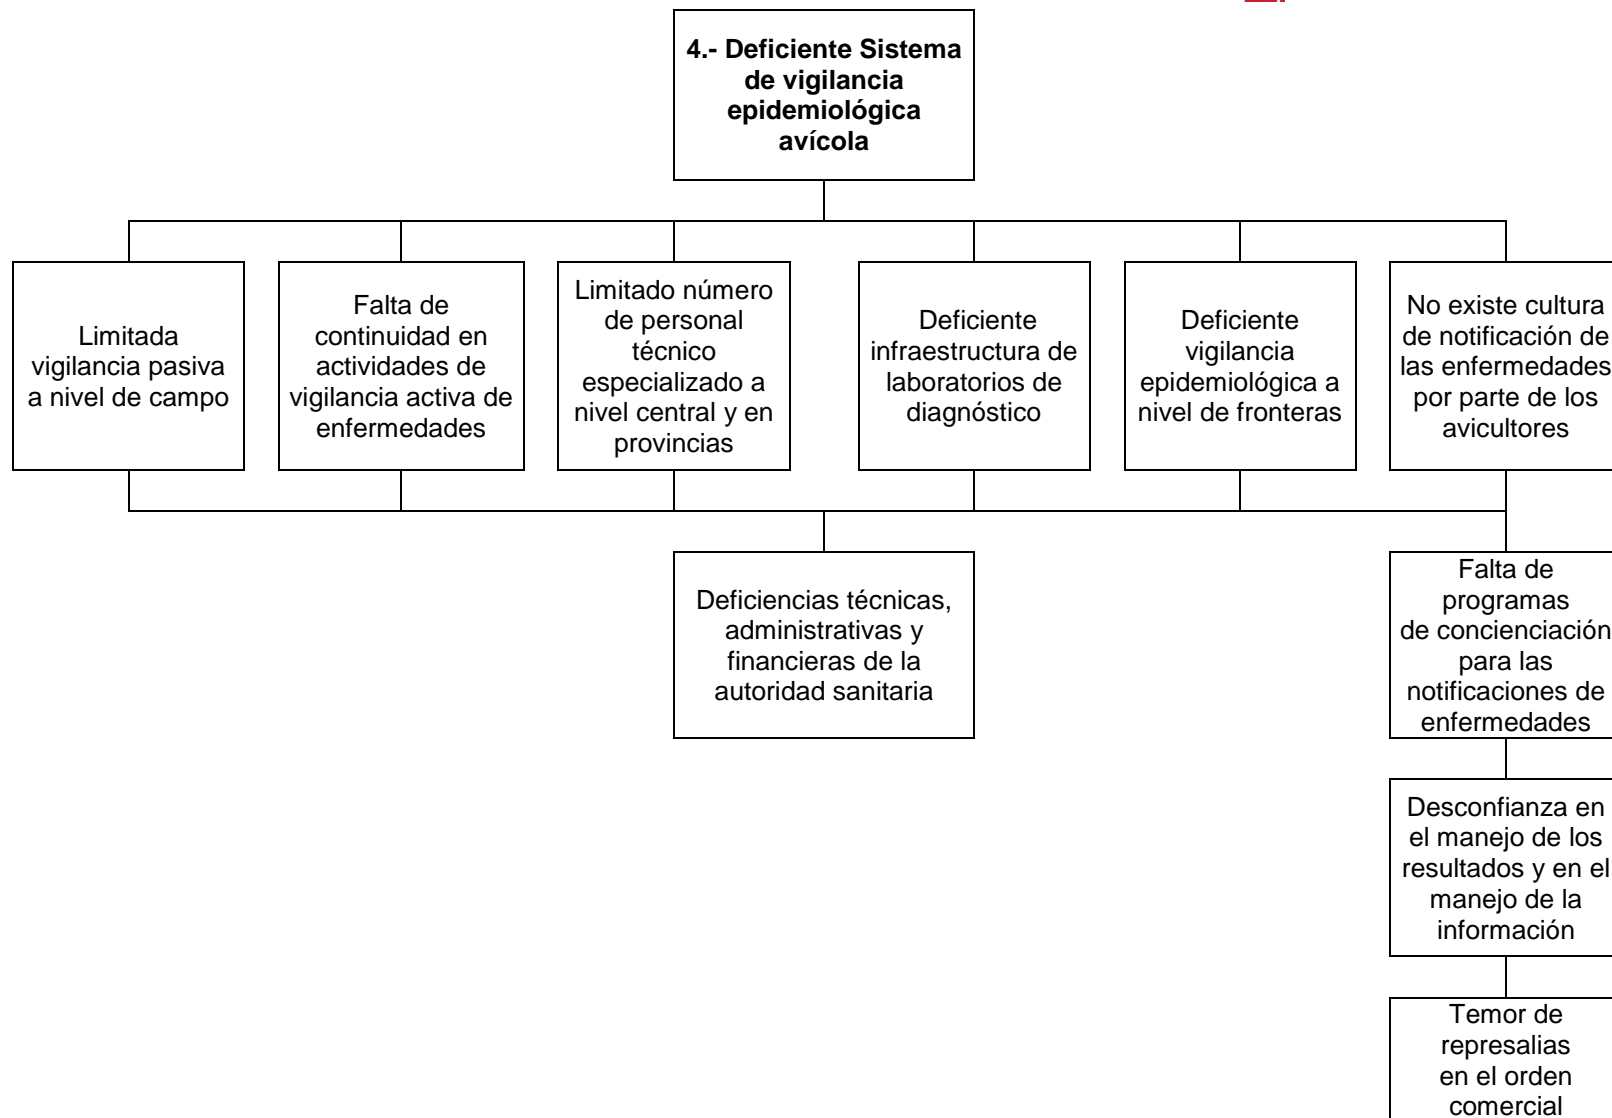 4.- Deficiente Sistema
de vigilancia
epidemiológica
avícola
Limitada
vigilancia pasiva
a nivel de campo
Falta de
continuidad en
actividades de
vigilancia activa de
enfermedades
Limitado número
de personal
técnico
especializado a
nivel central y en
provincias
Deficiente
infraestructura de
laboratorios de
diagnóstico
Deficiente
vigilancia
epidemiológica a
nivel de fronteras
No existe cultura
de notificación de
las enfermedades
por parte de los
avicultores
Deficiencias técnicas,
administrativas y
financieras de la
autoridad sanitaria
Falta de
programas
de concienciación
para las
notificaciones de
enfermedades
Desconfianza en
el manejo de los
resultados y en el
manejo de la
información
Temor de
represalias
en el orden
comercial